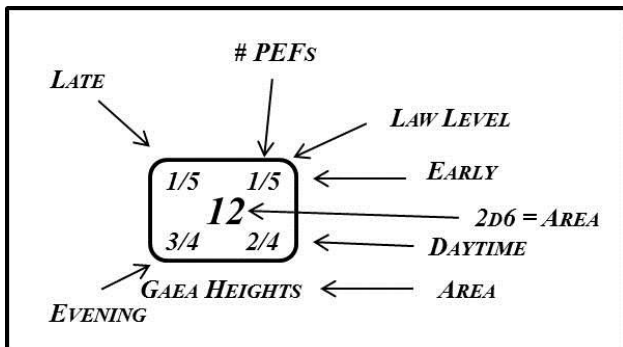 # PEFs
LATE
LAW LEVEL
1/5 1/5
EARLY
12
2D6 = AREA
3/4 2/4
DAYTIME
GAEA HEIGHTS
AREA
EVENING